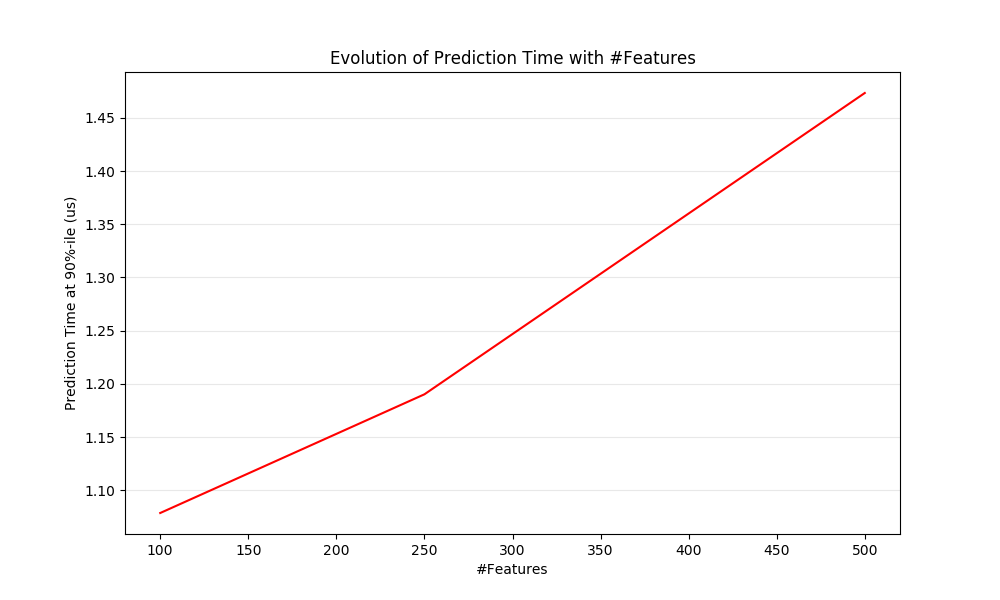 Evolution of Prediction Time with #Features
Prediction Time at 90%-ile (us)
1.45
1.40
1.35
1.30
1.25
1.20
1.15
1.10
100 150 200 250 300 350 400 450 500
#Features